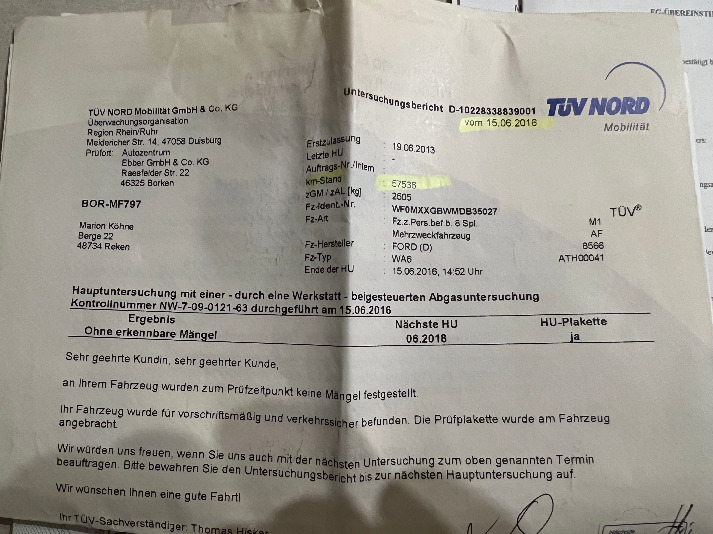 EG-ÜBEREINSTI
Untersuchungsbericht D-10228338839001
vom 15.06.2016
TÜV NORD
Mobilität
TÜV NORD Mobilität GmbH & Co. KG
Überwachungsorganisation
Region Rhein/Ruhr
Meidericher Str. 14, 47058 Duisburg
Prüfort: Autozentrum
Ebber GmbH & Co. KG
Raesfelder Str. 22
46325 Borken
BOR-MF797
Marion Köhne
Berge 22
48734 Reken
Erstzulassung : 19.06.2013
Letzte HU : -
Auftrags-Nr./Intern
km-Stand : 57536
zGM / zAL [kg] 2505
Fz-Ident.-Nr. WF0MXXGBWMDB35027
Fz-Art : Fz.z.Pers.bef.b. 8 Spl. M1
Mehrzweckfahrzeug AF
Fz-Hersteller : FORD (D) 8566
Fz-Typ : WA6 ATH00041
Ende der HU : 15.06.2016, 14:52 Uhr
TÜV®
Hauptuntersuchung mit einer - durch eine Werkstatt - beigesteuerten Abgasuntersuchung
Kontrollnummer NW-7-09-0121-63 durchgeführt am 15.06.2016
Ergebnis Nächste HU HU-Plakette
Ohne erkennbare Mängel 06.2018 ja
Sehr geehrte Kundin, sehr geehrter Kunde,
an Ihrem Fahrzeug wurden zum Prüfzeitpunkt keine Mängel festgestellt.
Ihr Fahrzeug wurde für vorschriftsmäßig und verkehrssicher befunden. Die Prüfplakette wurde am Fahrzeug
angebracht.
Wir würden uns freuen, wenn Sie uns auch mit der nächsten Untersuchung zum oben genannten Termin
beauftragen. Bitte bewahren Sie den Untersuchungsbericht bis zur nächsten Hauptuntersuchung auf.
Wir wünschen Ihnen eine gute Fahrt!
Ihr TÜV-Sachverständiger: Thomas Hisker